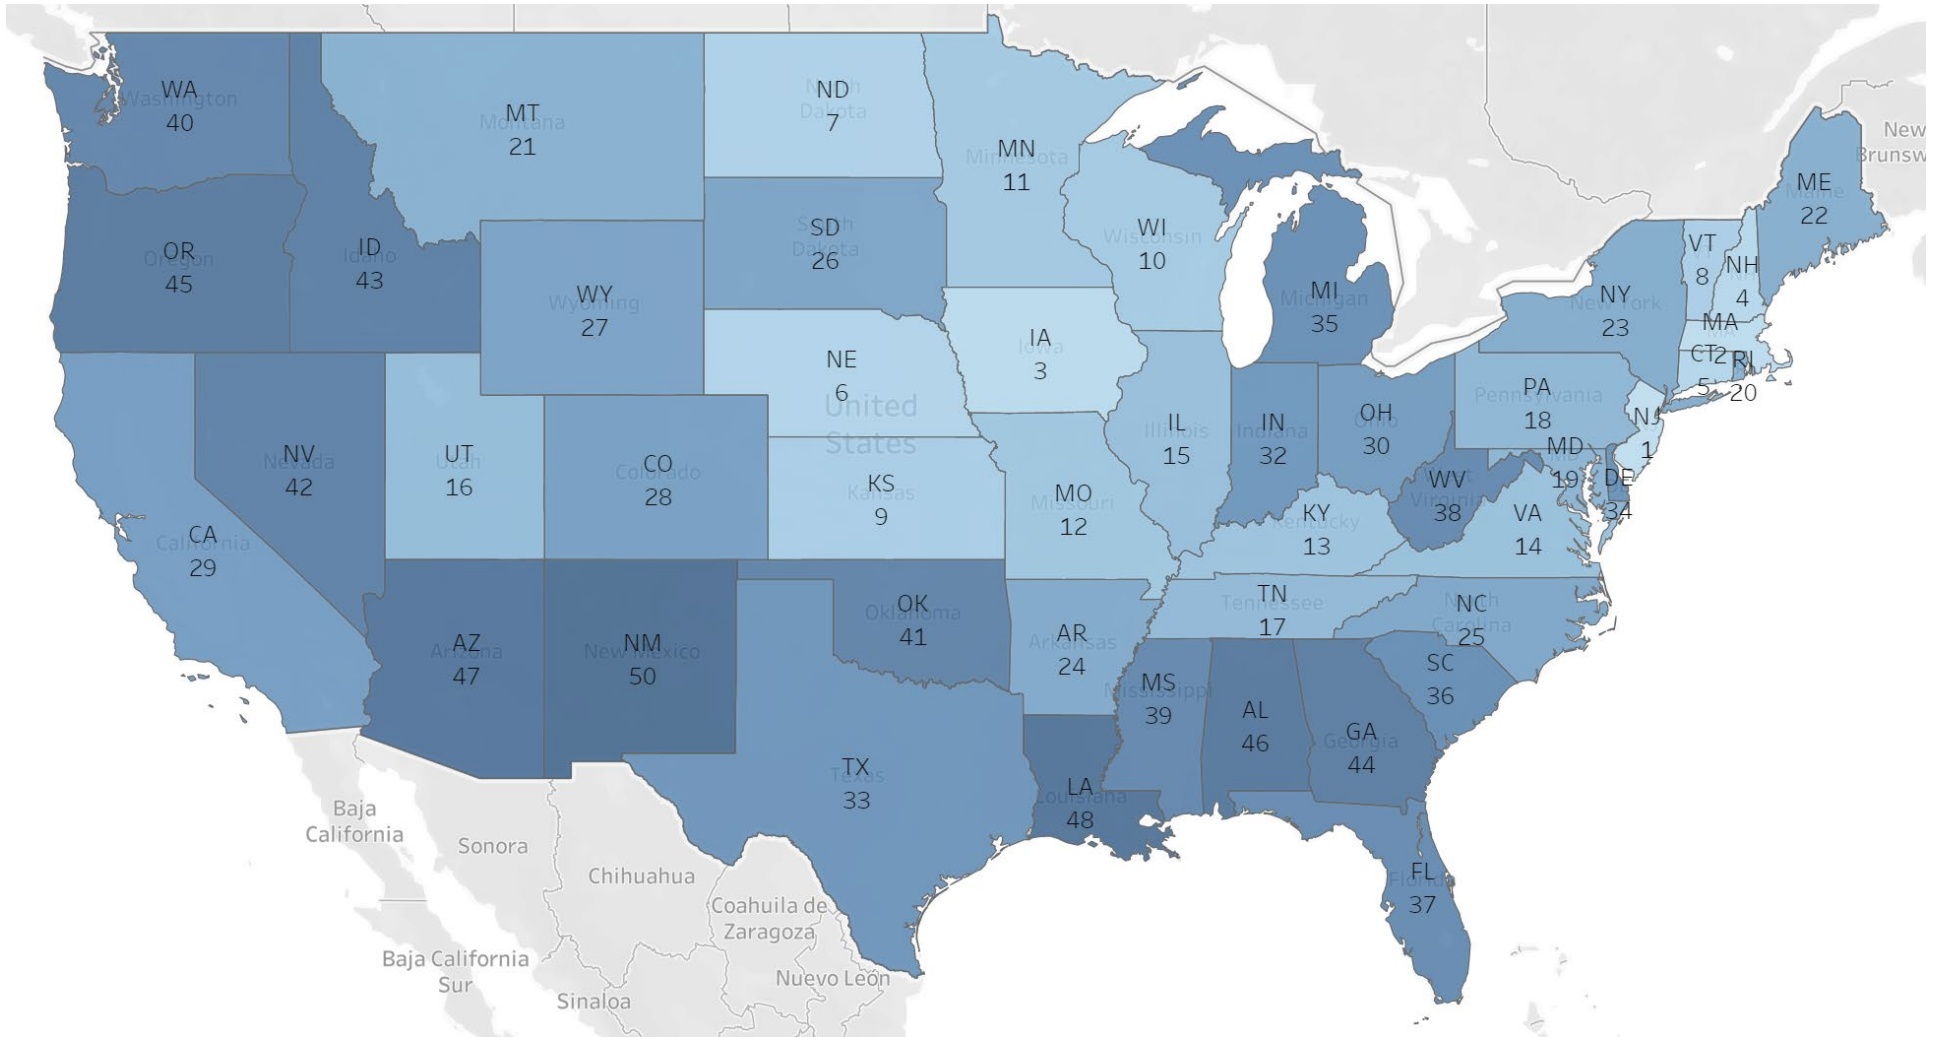 WA
Washington
40
MT
Montana
21
ND
North
Dakota
7
MN
Minnesota
11
ME
Maine
22
New
Brunsw
OR
Oregon
45
ID
Idaho
43
WY
Wyoming
27
SD
South
Dakota
26
WI
Wisconsin
10
MI
Michigan
35
NY
New York
23
VT
8
NH
4
MA
2
CT
5
RI
20
NV
Nevada
42
UT
Utah
16
CO
Colorado
28
NE
6
United
States
IA
Iowa
3
KS
Kansas
9
MO
Missouri
12
IL
Illinois
15
IN
Indiana
32
OH
Ohio
30
PA
Pennsylvania
18
NJ
1
MD
MD
19
DE
34
WV
West
Virginia
38
VA
14
KY
Kentucky
13
CA
California
29
AZ
Arizona
47
NM
New Mexico
50
OK
Oklahoma
41
AR
Arkansas
24
TN
Tennessee
17
NC
North
Carolina
25
SC
36
MS
Mississippi
39
AL
46
GA
Georgia
44
TX
Texas
33
LA
Louisiana
48
FL
Florida
37
Baja
California
Sonora
Chihuahua
Coahuila de
Zaragoza
Baja California
Sur
Sinaloa
Nuevo León